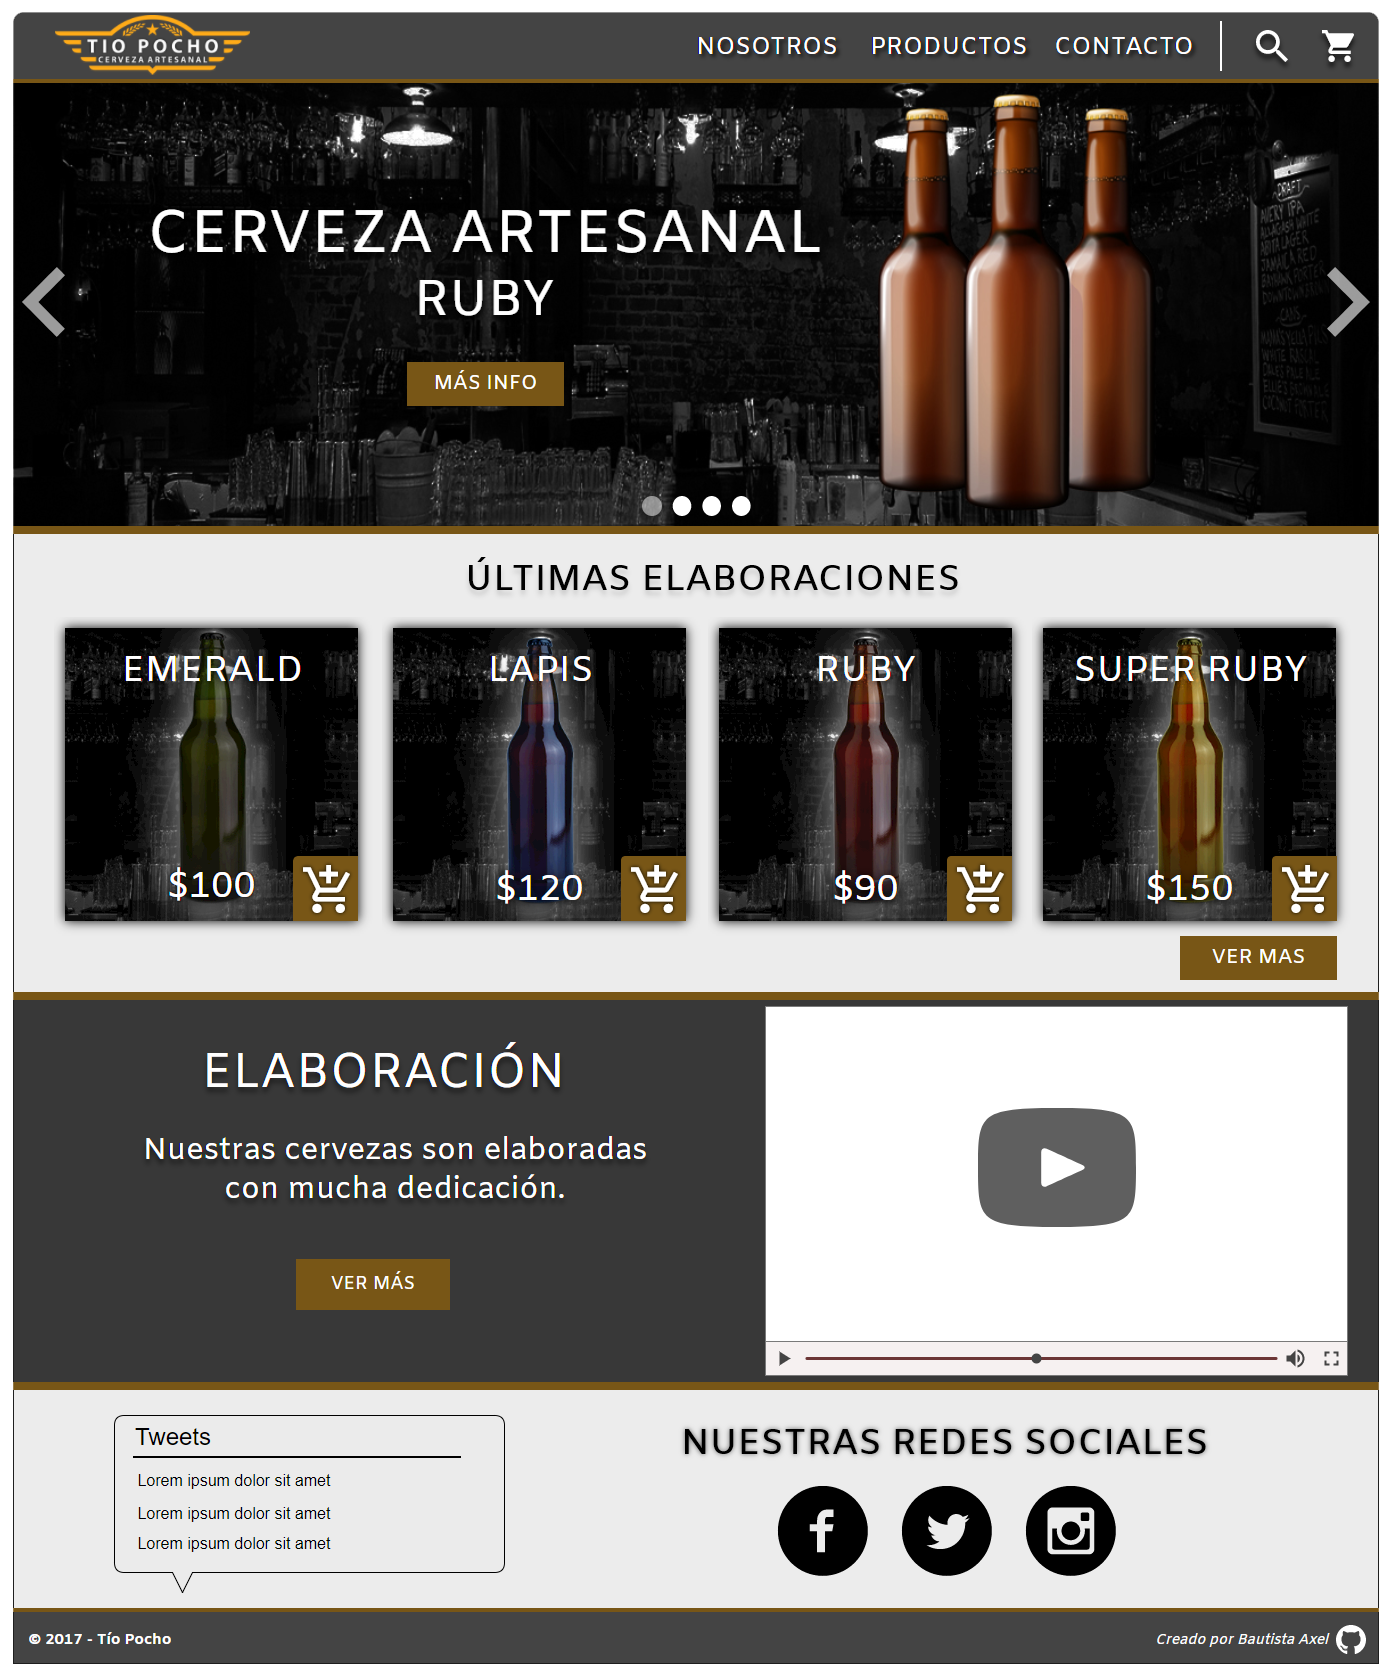 TIO POCHO
CERVEZA ARTESANAL
NOSOTROS PRODUCTOS CONTACTO
CERVEZA ARTESANAL
RUBY
MÁS INFO
CRAFT
CANS
ÚLTIMAS ELABORACIONES
EMERALD
LAPIS
RUBY
SUPER RUBY
$100
$120
$90
$150
VER MAS
ELABORACIÓN
Nuestras cervezas son elaboradas
con mucha dedicación.
VER MÁS
Tweets
Lorem ipsum dolor sit amet
Lorem ipsum dolor sit amet
Lorem ipsum dolor sit amet
NUESTRAS REDES SOCIALES
© 2017 - Tío Pocho
Creado por Bautista Axel